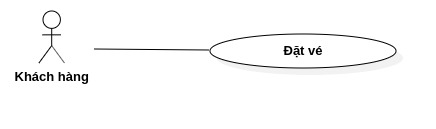 Đặt vé
Khách hàng